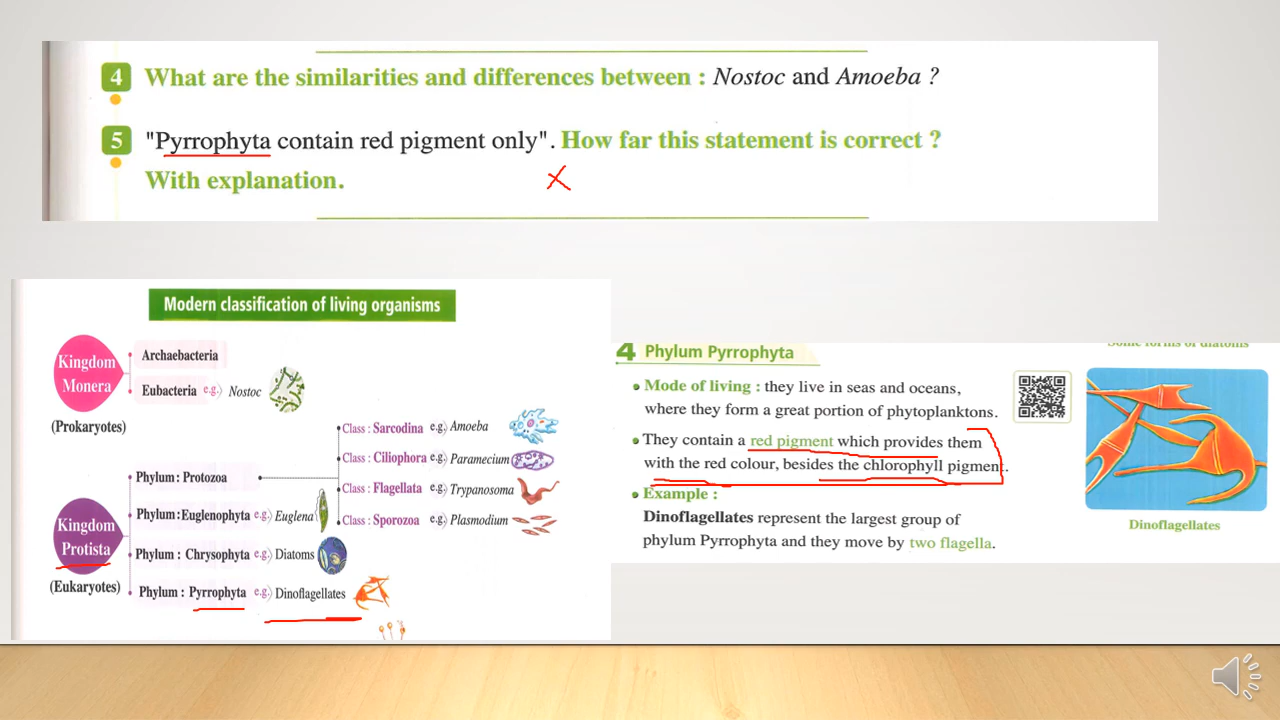 4 What are the similarities and differences between : Nostoc and Amoeba ?
5 "Pyrrophyta contain red pigment only". How far this statement is correct ?
With explanation.
Modern classification of living organisms
Kingdom
Monera
(Prokaryotes)
Archaebacteria
Eubacteria e.g.) Nostoc
Kingdom
Protista
(Eukaryotes)
Phylum : Protozoa
Class : Sarcodina e.g.) Amoeba
Class : Ciliophora e.g.) Paramecium
Class : Flagellata e.g.) Trypanosoma
Class : Sporozoa e.g.) Plasmodium
Phylum : Euglenophyta e.g.) Euglena
Phylum : Chrysophyta e.g.) Diatoms
Phylum : Pyrrophyta e.g.) Dinoflagellates
Some forms of diatoms
4 Phylum Pyrrophyta
• Mode of living : they live in seas and oceans,
where they form a great portion of phytoplanktons.
• They contain a red pigment which provides them
with the red colour, besides the chlorophyll pigment.
• Example :
Dinoflagellates represent the largest group of
phylum Pyrrophyta and they move by two flagella.
Dinoflagellates